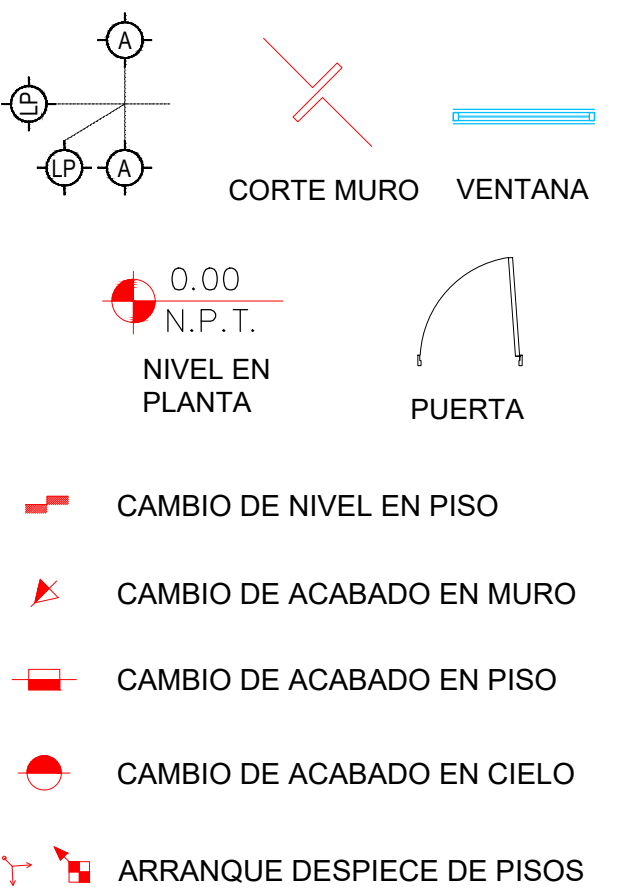 A
LP
LP
A
CORTE MURO
VENTANA
0.00
N.P.T.
NIVEL EN
PLANTA
PUERTA
CAMBIO DE NIVEL EN PISO
CAMBIO DE ACABADO EN MURO
CAMBIO DE ACABADO EN PISO
CAMBIO DE ACABADO EN CIELO
ARRANQUE DESPIECE DE PISOS